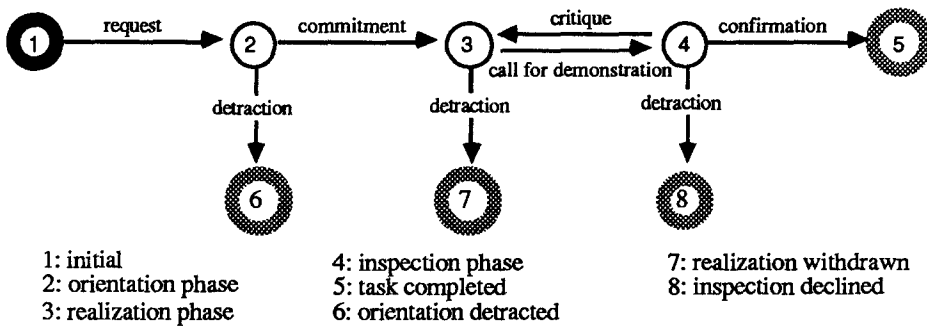 request
commitment
critique
call for demonstration
confirmation
1
2
3
4
5
detraction
detraction
detraction
6
7
8
1: initial
2: orientation phase
3: realization phase
4: inspection phase
5: task completed
6: orientation detracted
7: realization withdrawn
8: inspection declined